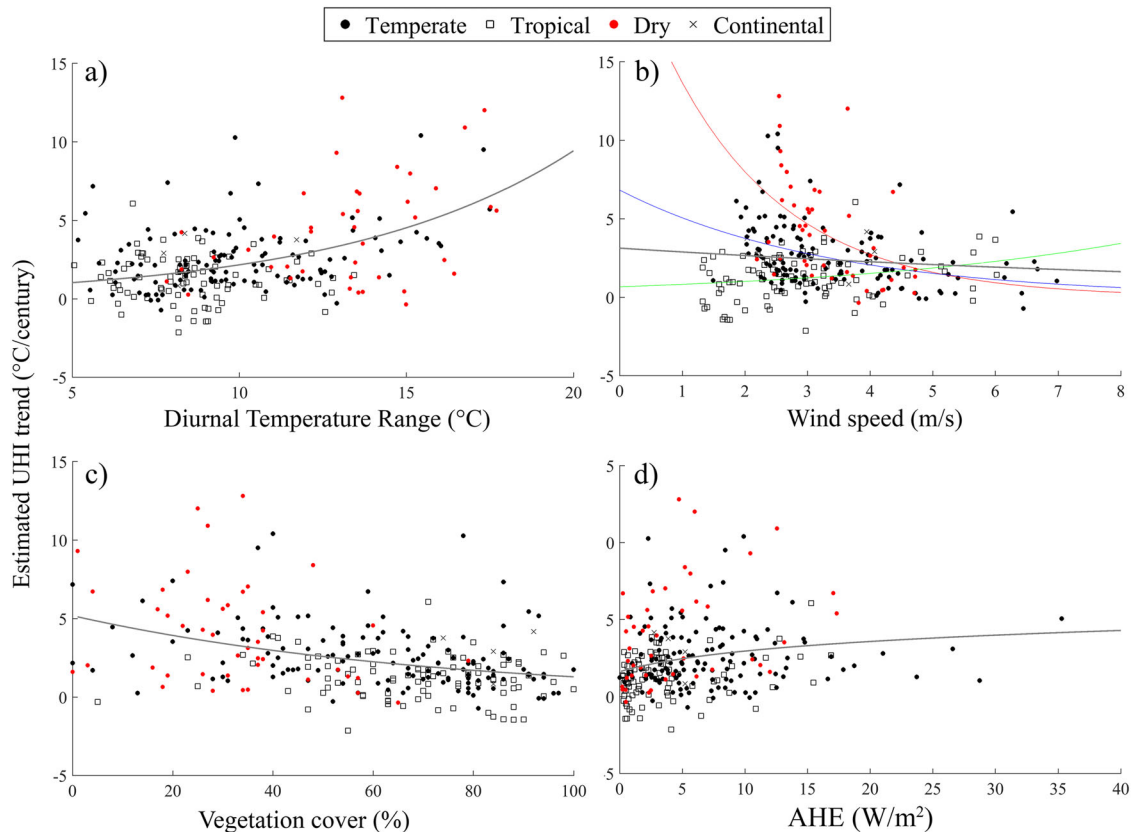 Temperate Tropical Dry Continental
a)
15
10
5
0
-5
5 10 15 20
Diurnal Temperature Range (°C)
b)
15
10
5
0
-5
0 1 2 3 4 5 6 7 8
Wind speed (m/s)
Estimated UHI trend (°C/century)
c)
15
10
5
0
-5
0 20 40 60 80 100
Vegetation cover (%)
d)
5
0
5
0
-5
0 5 10 15 20 25 30 35 40
AHE (W/m²)